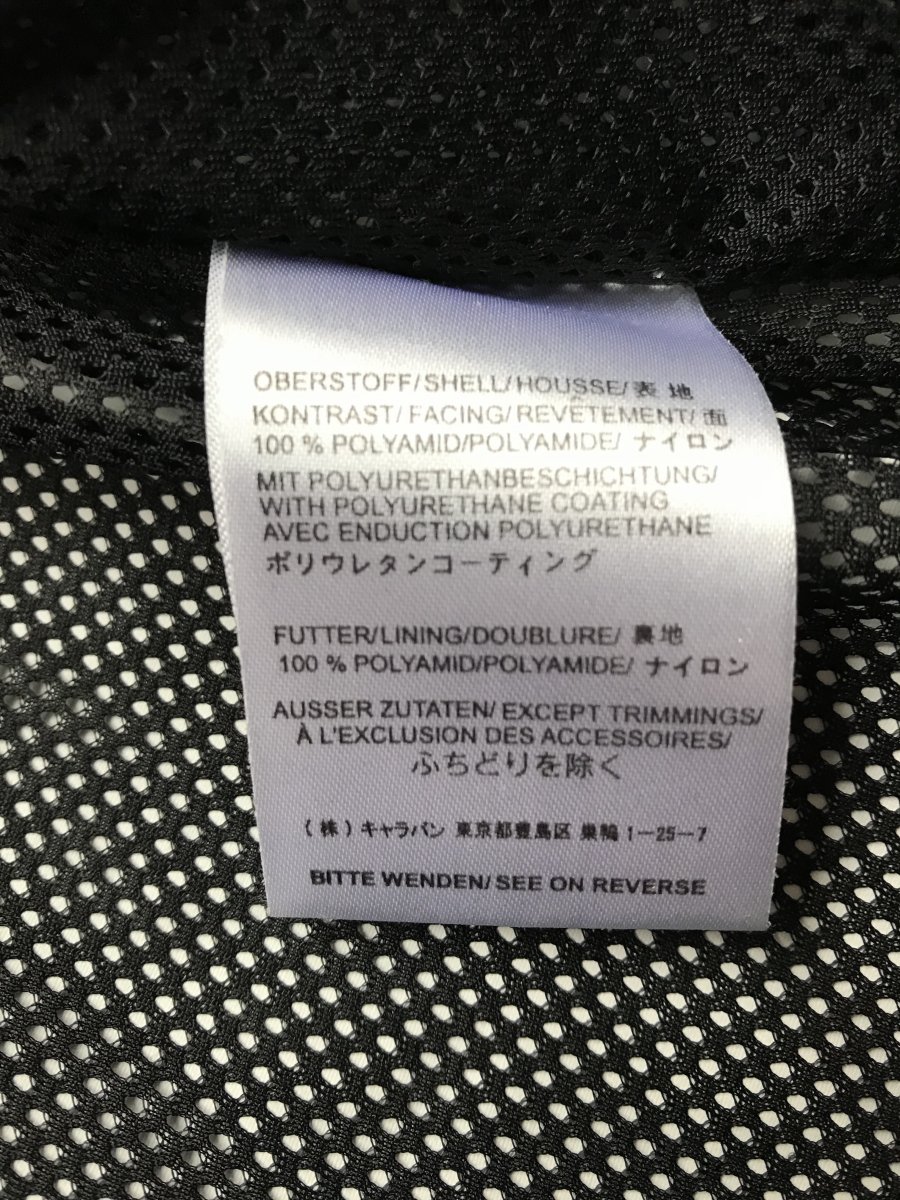 OBERSTOFF/SHELL/HOUSSE/表地
KONTRAST/FACING/REVÊTEMENT/面
100 % POLYAMID/POLYAMIDE/ ナイロン
MIT POLYURETHANBESCHICHTUNG/
WITH POLYURETHANE COATING
AVEC ENDUCTION POLYURETHANE
ポリウレタンコーティング
FUTTER/LINING/DOUBLURE/ 裏地
100 % POLYAMID/POLYAMIDE/ ナイロン
AUSSER ZUTATEN/ EXCEPT TRIMMINGS/
À L'EXCLUSION DES ACCESSOIRES/
ふちどりを除く
(株)キャラバン 東京都豊島区 巣鴨 1-25-7
BITTE WENDEN/ SEE ON REVERSE